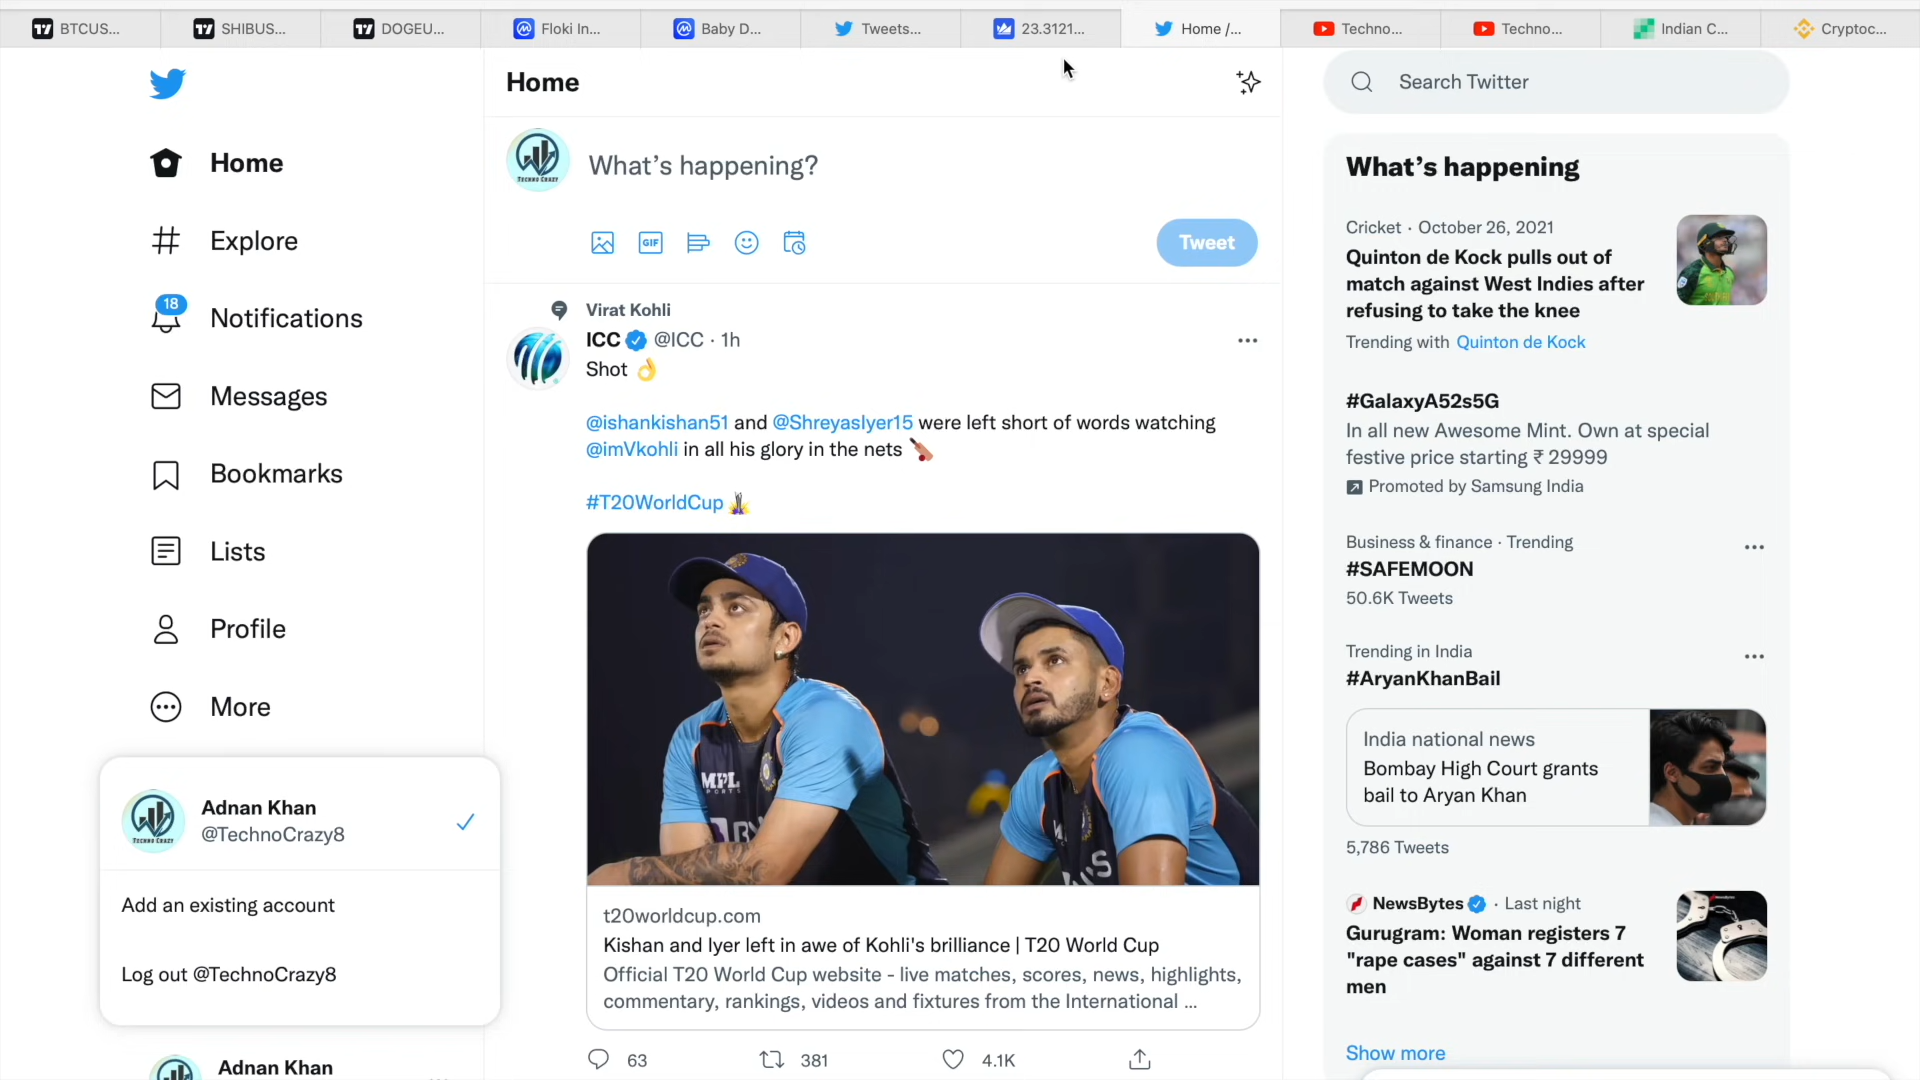 BTCUS...
SHIBUS...
DOGEU...
Floki In...
Baby D...
Tweets...
23.3121...
Home /...
Techno...
Techno...
Indian C...
Cryptoc...
Home
Explore
18
Notifications
Messages
Bookmarks
Lists
Profile
More
Adnan Khan
@TechnoCrazy8
Add an existing account
Log out @TechnoCrazy8
Adnan Khan
Home
TECHNO CRAZY
What's happening?
GIF
Tweet
Virat Kohli
ICC @ICC · 1h
Shot 👌
@ishankishan51 and @ShreyasIyer15 were left short of words watching
@imVkohli in all his glory in the nets 🏏
#T20WorldCup
MPL
SPORTS
BY
t20worldcup.com
Kishan and Iyer left in awe of Kohli's brilliance | T20 World Cup
Official T20 World Cup website - live matches, scores, news, highlights,
commentary, rankings, videos and fixtures from the International ...
63
381
4.1K
Search Twitter
What's happening
Cricket · October 26, 2021
Quinton de Kock pulls out of
match against West Indies after
refusing to take the knee
Trending with Quinton de Kock
#GalaxyA52s5G
In all new Awesome Mint. Own at special
festive price starting ₹ 29999
Promoted by Samsung India
Business & finance · Trending
#SAFEMOON
50.6K Tweets
Trending in India
#AryanKhanBail
India national news
Bombay High Court grants
bail to Aryan Khan
5,786 Tweets
NewsBytes · Last night
Gurugram: Woman registers 7
"rape cases" against 7 different
men
Show more